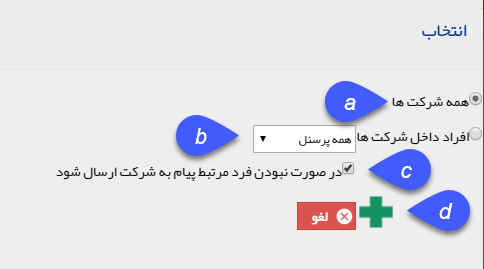 انتخاب
همه شرکت ها a
افراد داخل شرکت ها همه پرسنل b
در صورت نبودن فرد مرتبط پیام به شرکت ارسال شود c
لغو d